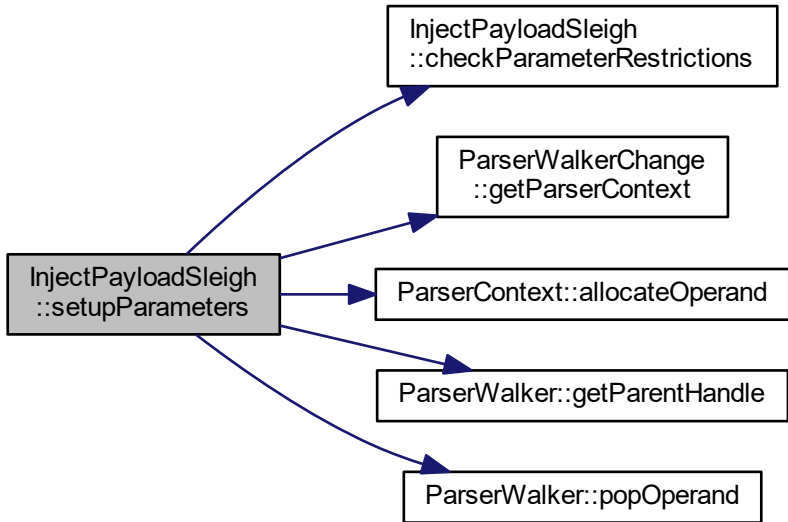 InjectPayloadSleigh
::checkParameterRestrictions
ParserWalkerChange
::getParserContext
InjectPayloadSleigh
::setupParameters
ParserContext::allocateOperand
ParserWalker::getParentHandle
ParserWalker::popOperand